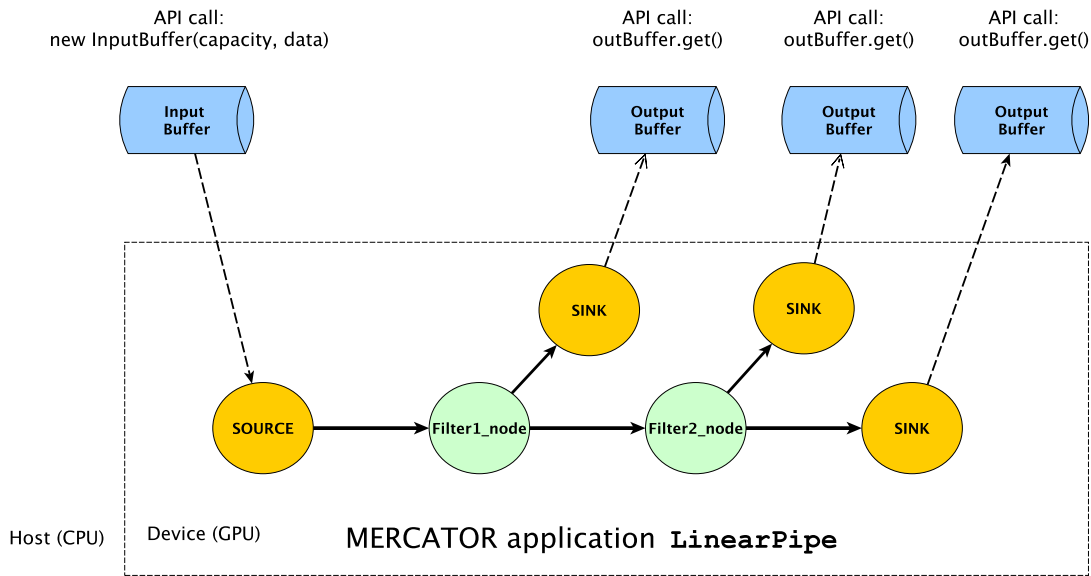 API call:
new InputBuffer(capacity, data)
API call:
outBuffer.get()
API call:
outBuffer.get()
API call:
outBuffer.get()
Input
Buffer
Output
Buffer
Output
Buffer
Output
Buffer
SINK
SINK
SOURCE
Filter1_node
Filter2_node
SINK
Host (CPU)
Device (GPU)
MERCATOR application LinearPipe